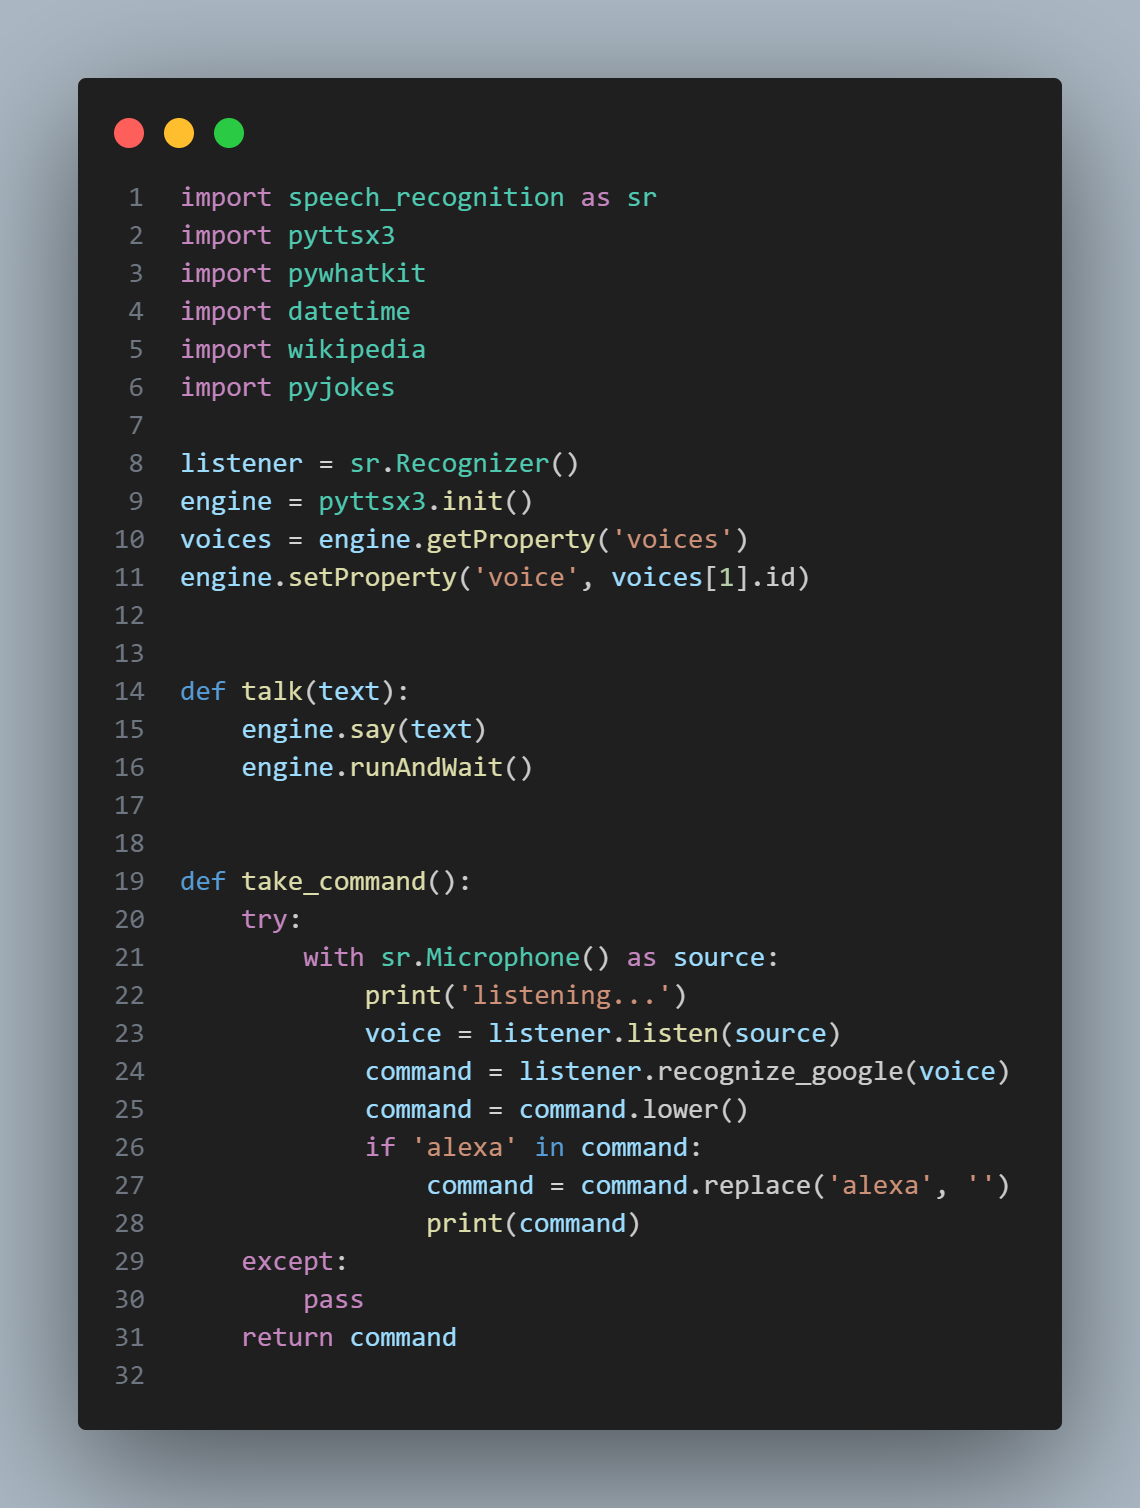 1 import speech_recognition as sr
2 import pyttsx3
3 import pywhatkit
4 import datetime
5 import wikipedia
6 import pyjokes
7
8 listener = sr.Recognizer()
9 engine = pyttsx3.init()
10 voices = engine.getProperty('voices')
11 engine.setProperty('voice', voices[1].id)
12
13
14 def talk(text):
15     engine.say(text)
16     engine.runAndWait()
17
18
19 def take_command():
20     try:
21         with sr.Microphone() as source:
22             print('listening...')
23             voice = listener.listen(source)
24             command = listener.recognize_google(voice)
25             command = command.lower()
26             if 'alexa' in command:
27                 command = command.replace('alexa', '')
28                 print(command)
29     except:
30         pass
31     return command
32